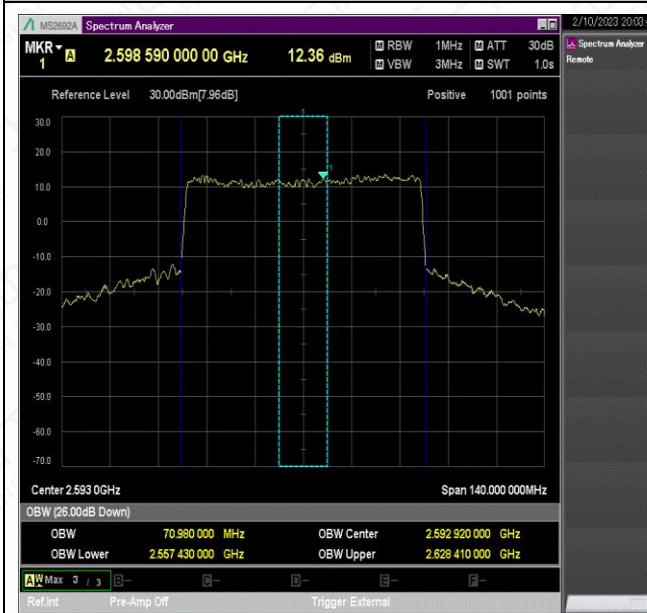 MS2692A Spectrum Analyzer
2/10/2023 20:03
MKR 1 A 2.598 590 000 00 GHz 12.36 dBm
M RBW 1MHz M ATT 30dB
M VBW 3MHz M SWT 1.0s
Spectrum Analyzer
Remote
Reference Level 30.00dBm[7.96dB] Positive 1001 points
1
30.0
20.0
10.0
0.0
-10.0
-20.0
-30.0
-40.0
-50.0
-60.0
-70.0
Center 2.593 0GHz Span 140.000 000MHz
OBW (26.00dB Down)
OBW 70.980 000 MHz OBW Center 2.592 920 000 GHz
OBW Lower 2.557 430 000 GHz OBW Upper 2.628 410 000 GHz
A W Max 3 / 3 B- C- D- E- F-
Ref.Int Pre-Amp Off Trigger External